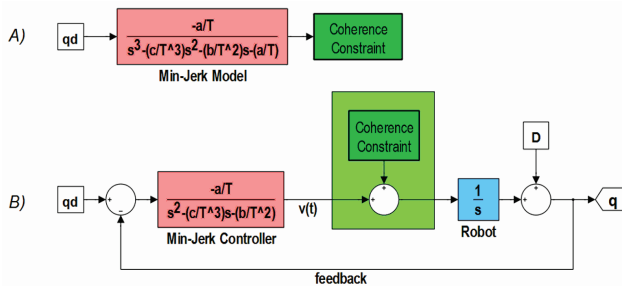 A)
qd
-a/T
s^3-(c/T^3)s^2-(b/T^2)s-(a/T)
Min-Jerk Model
Coherence
Constraint
B)
qd
+
−
-a/T
s^2-(c/T^3)s-(b/T^2)
Min-Jerk Controller
v(t)
Coherence
Constraint
+
+
1
s
Robot
D
+
+
q
feedback